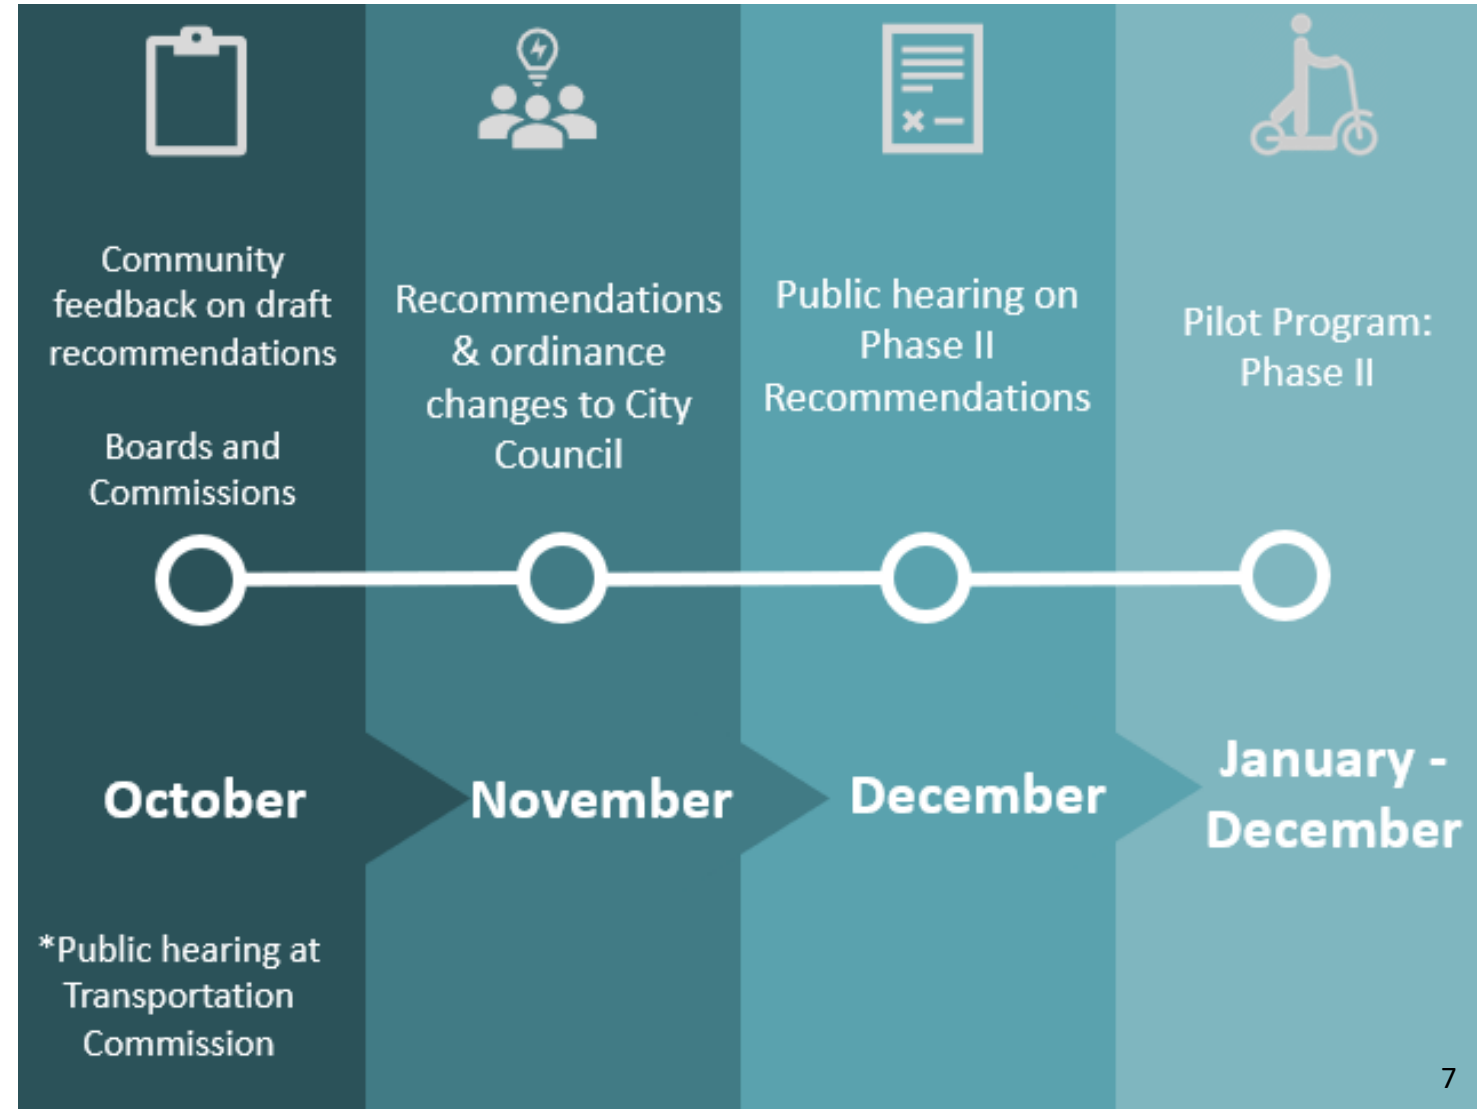 Community
feedback on draft
recommendations
Boards and
Commissions
October
*Public hearing at
Transportation
Commission
Recommendations
& ordinance
changes to City
Council
November
Public hearing on
Phase II
Recommendations
December
Pilot Program:
Phase II
January -
December
7